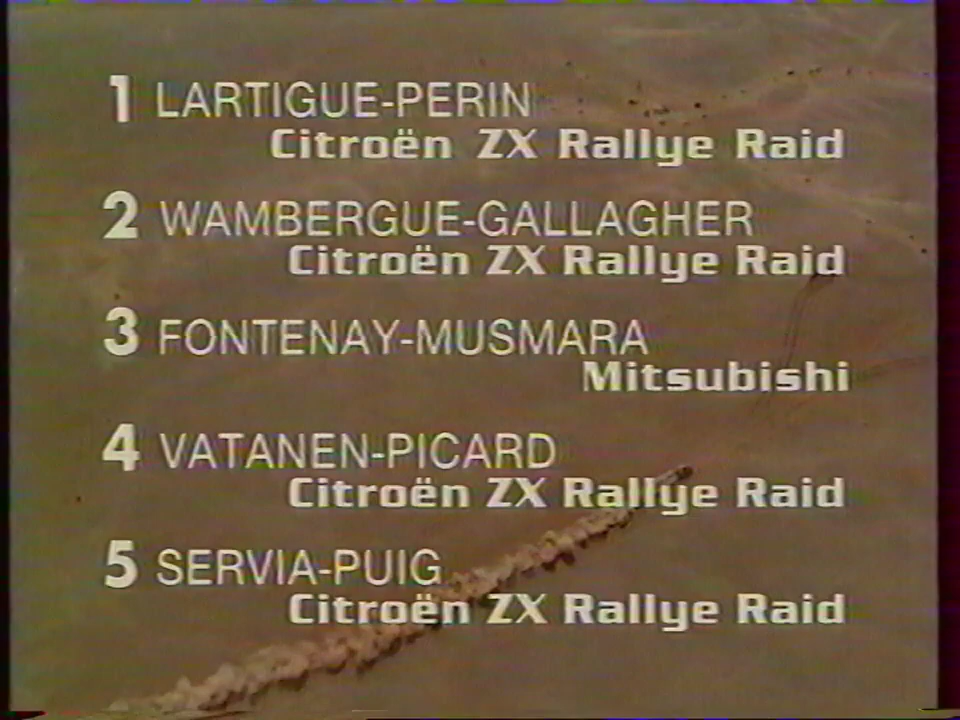 1 LARTIGUE-PERIN
Citroën ZX Rallye Raid
2 WAMBERGUE-GALLAGHER
Citroën ZX Rallye Raid
3 FONTENAY-MUSMARA
Mitsubishi
4 VATANEN-PICARD
Citroën ZX Rallye Raid
5 SERVIA-PUIG
Citroën ZX Rallye Raid